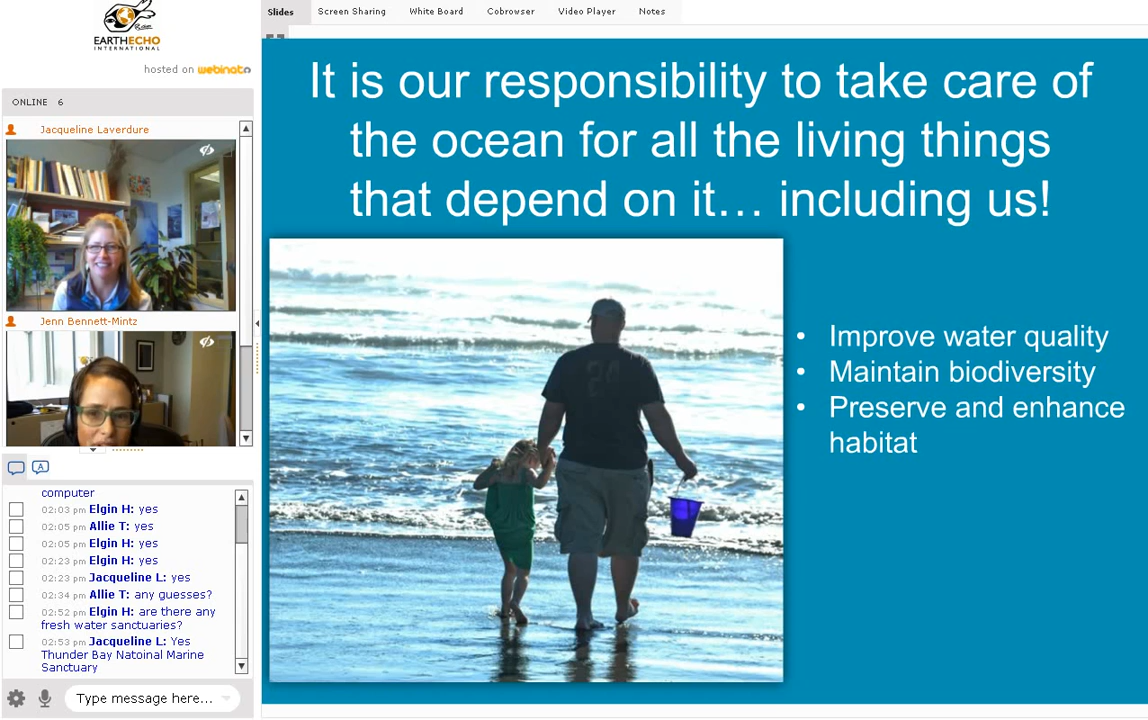 EARTHECHO
INTERNATIONAL
hosted on webinato
ONLINE 6
Jacqueline Laverdure
Jenn Bennett-Mintz
computer
02:03 pm Elgin H: yes
02:05 pm Allie T: yes
02:05 pm Elgin H: yes
02:23 pm Elgin H: yes
02:23 pm Jacqueline L: yes
02:34 pm Allie T: any guesses?
02:52 pm Elgin H: are there any
fresh water sanctuaries?
02:53 pm Jacqueline L: Yes
Thunder Bay Natoinal Marine
Sanctuary
Type message here...
Slides Screen Sharing White Board Cobrowser Video Player Notes
It is our responsibility to take care of
the ocean for all the living things
that depend on it... including us!
24
• Improve water quality
• Maintain biodiversity
• Preserve and enhance
habitat